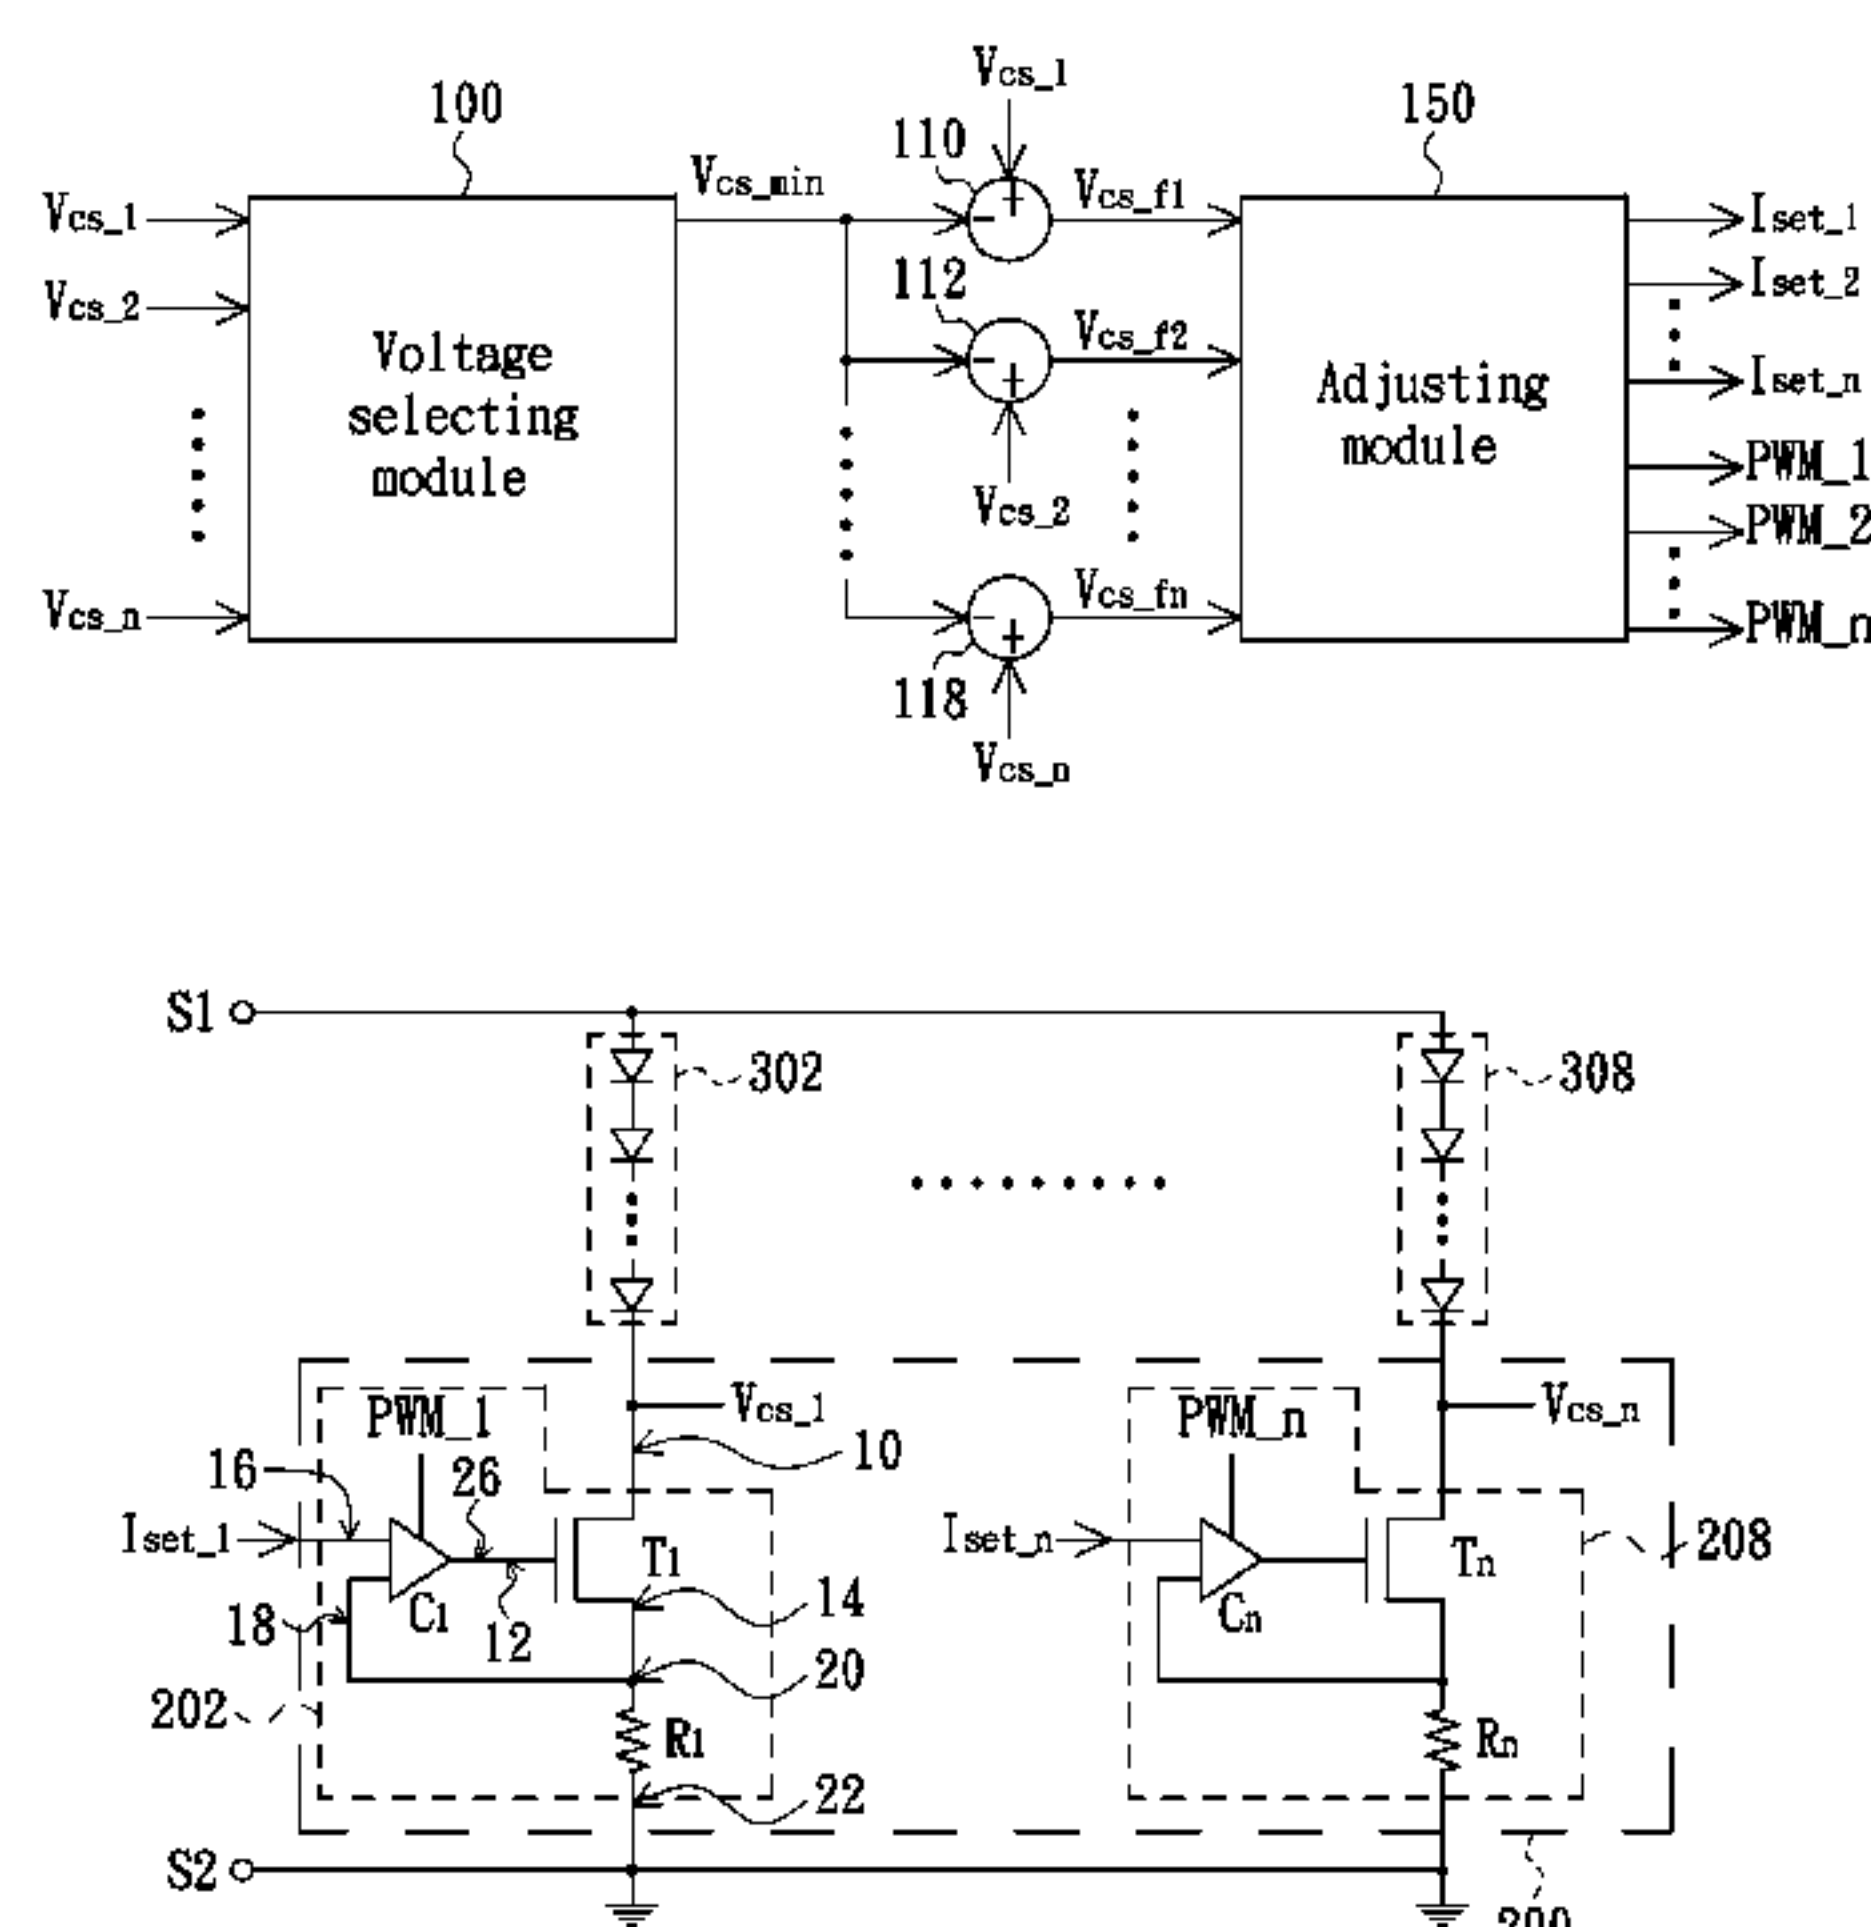 Vcs_1
100
110
150
Vcs_min
Vcs_f1
Vcs_1
Iset_1
Vcs_2
112
Vcs_f2
Iset_2
Voltage
selecting
module
Adjusting
module
Iset_n
PWM_1
Vcs_2
PWM_2
Vcs_n
Vcs_fn
PWM_n
118
Vcs_n
S1
302
308
PWM_1
Vcs_1
PWM_n
Vcs_n
16
26
10
Iset_1
T1
Iset_n
Tn
208
18
C1
12
14
Cn
20
202
R1
Rn
22
S2